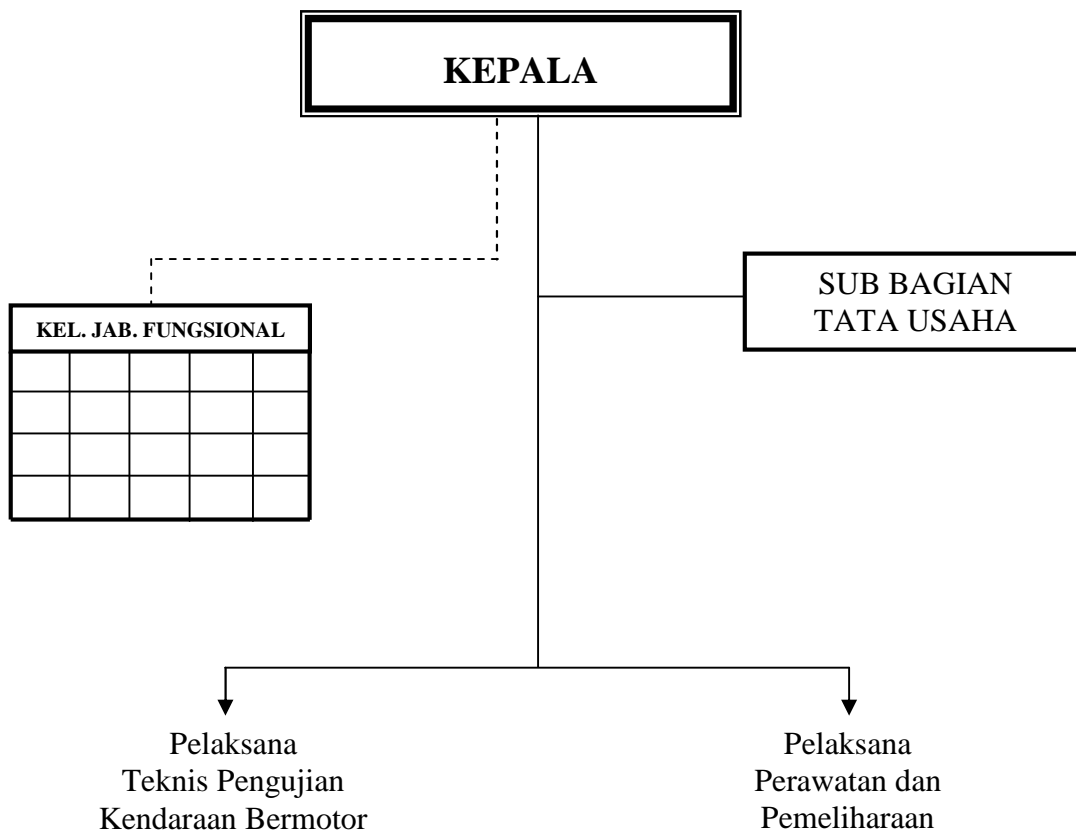 KEPALA
SUB BAGIAN
TATA USAHA
KEL. JAB. FUNGSIONAL
Pelaksana
Teknis Pengujian
Kendaraan Bermotor
Pelaksana
Perawatan dan
Pemeliharaan